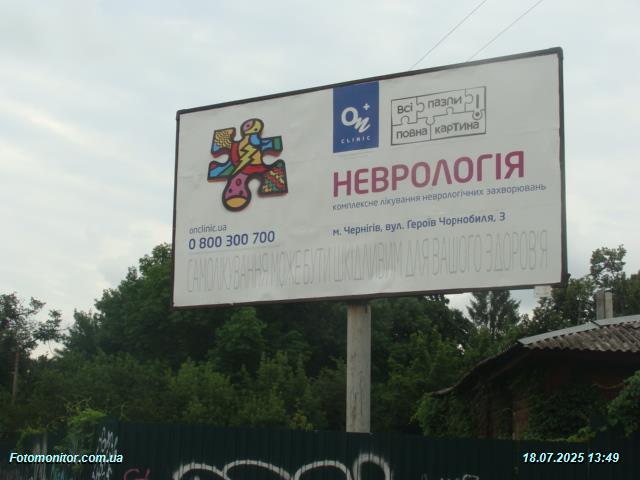 On+
CLINIC
Всі пазли
повна картина!
НЕВРОЛОГІЯ
комплексне лікування неврологічних захворювань
onclinic.ua
0 800 300 700
м. Чернігів, вул. Героїв Чорнобиля, 3
САМОЛІКУВАННЯ МОЖЕ БУТИ ШКІДЛИВИМ ДЛЯ ВАШОГО ЗДОРОВ'Я
Fotomonitor.com.ua
18.07.2025 13:49